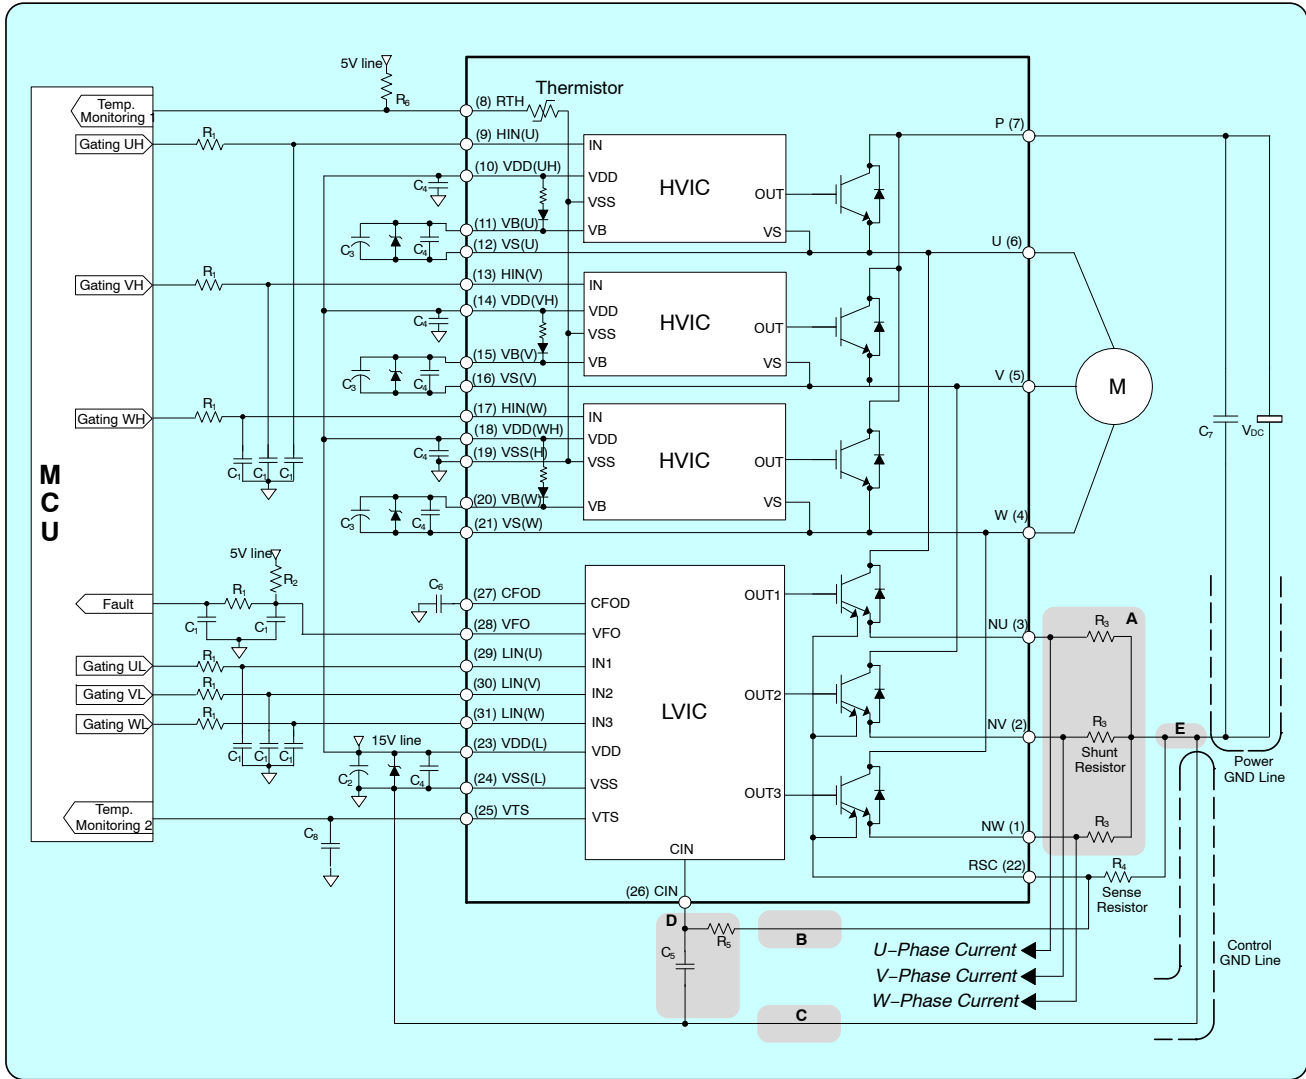 5V line
R6
Thermistor
Temp.
Monitoring 1
(8) RTH
Gating UH
R1
(9) HIN(U)
IN
P (7)
(10) VDD(UH)
C4
VDD
HVIC
OUT
VSS
(11) VB(U)
VB
VS
C3
C4
(12) VS(U)
U (6)
Gating VH
R1
(13) HIN(V)
IN
(14) VDD(VH)
C4
VDD
HVIC
OUT
VSS
(15) VB(V)
VB
VS
C3
C4
(16) VS(V)
V (5)
M
Gating WH
R1
(17) HIN(W)
IN
C7
VDC
(18) VDD(WH)
VDD
C4
(19) VSS(H)
VSS
HVIC
OUT
C1
C1
C1
MCU
(20) VB(W)
VB
VS
C3
C4
(21) VS(W)
W (4)
5V line
R2
Fault
R1
C1
C1
C6
(27) CFOD
CFOD
OUT1
(28) VFO
VFO
NU (3)
R3
A
Gating UL
R1
(29) LIN(U)
IN1
Gating VL
R1
(30) LIN(V)
IN2
OUT2
Gating WL
R1
(31) LIN(W)
IN3
LVIC
C1
C1
C1
NV (2)
R3
Shunt
Resistor
E
Power
GND Line
15V line
(23) VDD(L)
VDD
C2
C4
(24) VSS(L)
VSS
OUT3
Temp.
Monitoring 2
(25) VTS
VTS
C8
NW (1)
R3
CIN
RSC (22)
R4
Sense
Resistor
(26) CIN
D
R5
C5
B
U–Phase Current
V–Phase Current
W–Phase Current
Control
GND Line
C